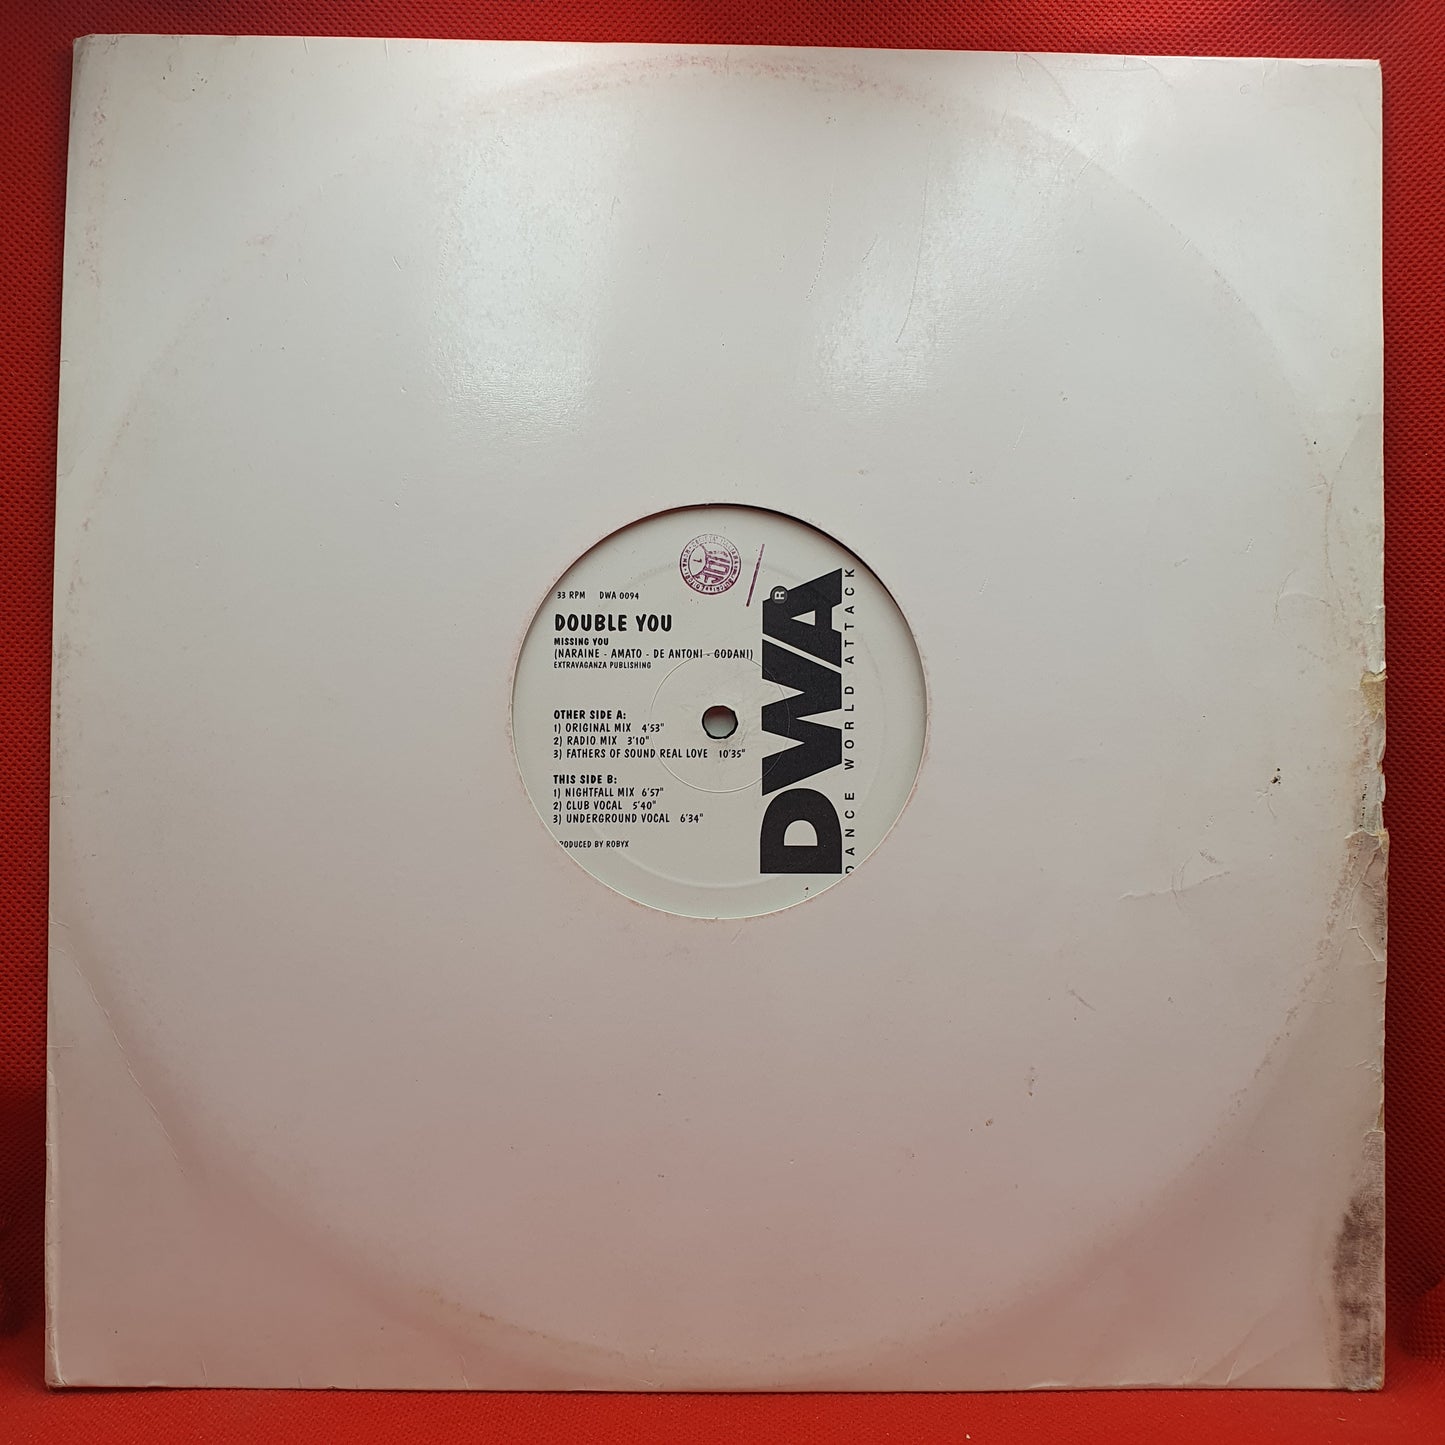 33 RPM DWA 0094
DOUBLE YOU
MISSING YOU
(NARAINE - AMATO - DE ANTONI - GODANI)
EXTRAVAGANZA PUBLISHING
OTHER SIDE A:
1) ORIGINAL MIX 4'53"
2) RADIO MIX 3'10"
3) FATHERS OF SOUND REAL LOVE 10'35"
THIS SIDE B:
1) NIGHTFALL MIX 6'57"
2) CLUB VOCAL 5'40"
3) UNDERGROUND VOCAL 6'34"
ODUCED BY ROBYX
DWA ®
DANCE WORLD ATTACK